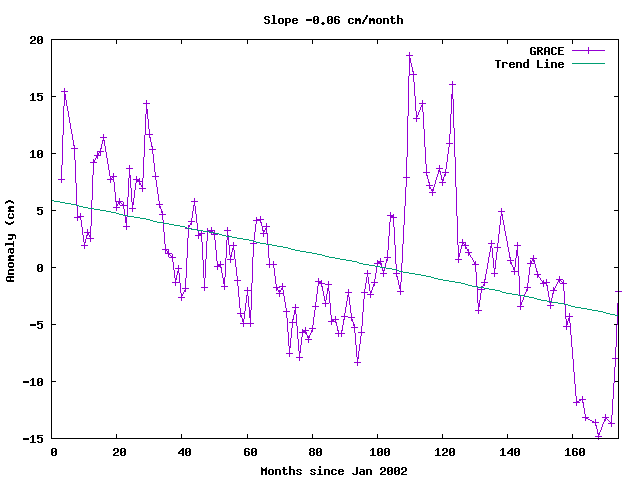 Slope -0.06 cm/month
GRACE
Trend Line
20
15
10
5
0
-5
-10
-15
Anomaly (cm)
0 20 40 60 80 100 120 140 160
Months since Jan 2002